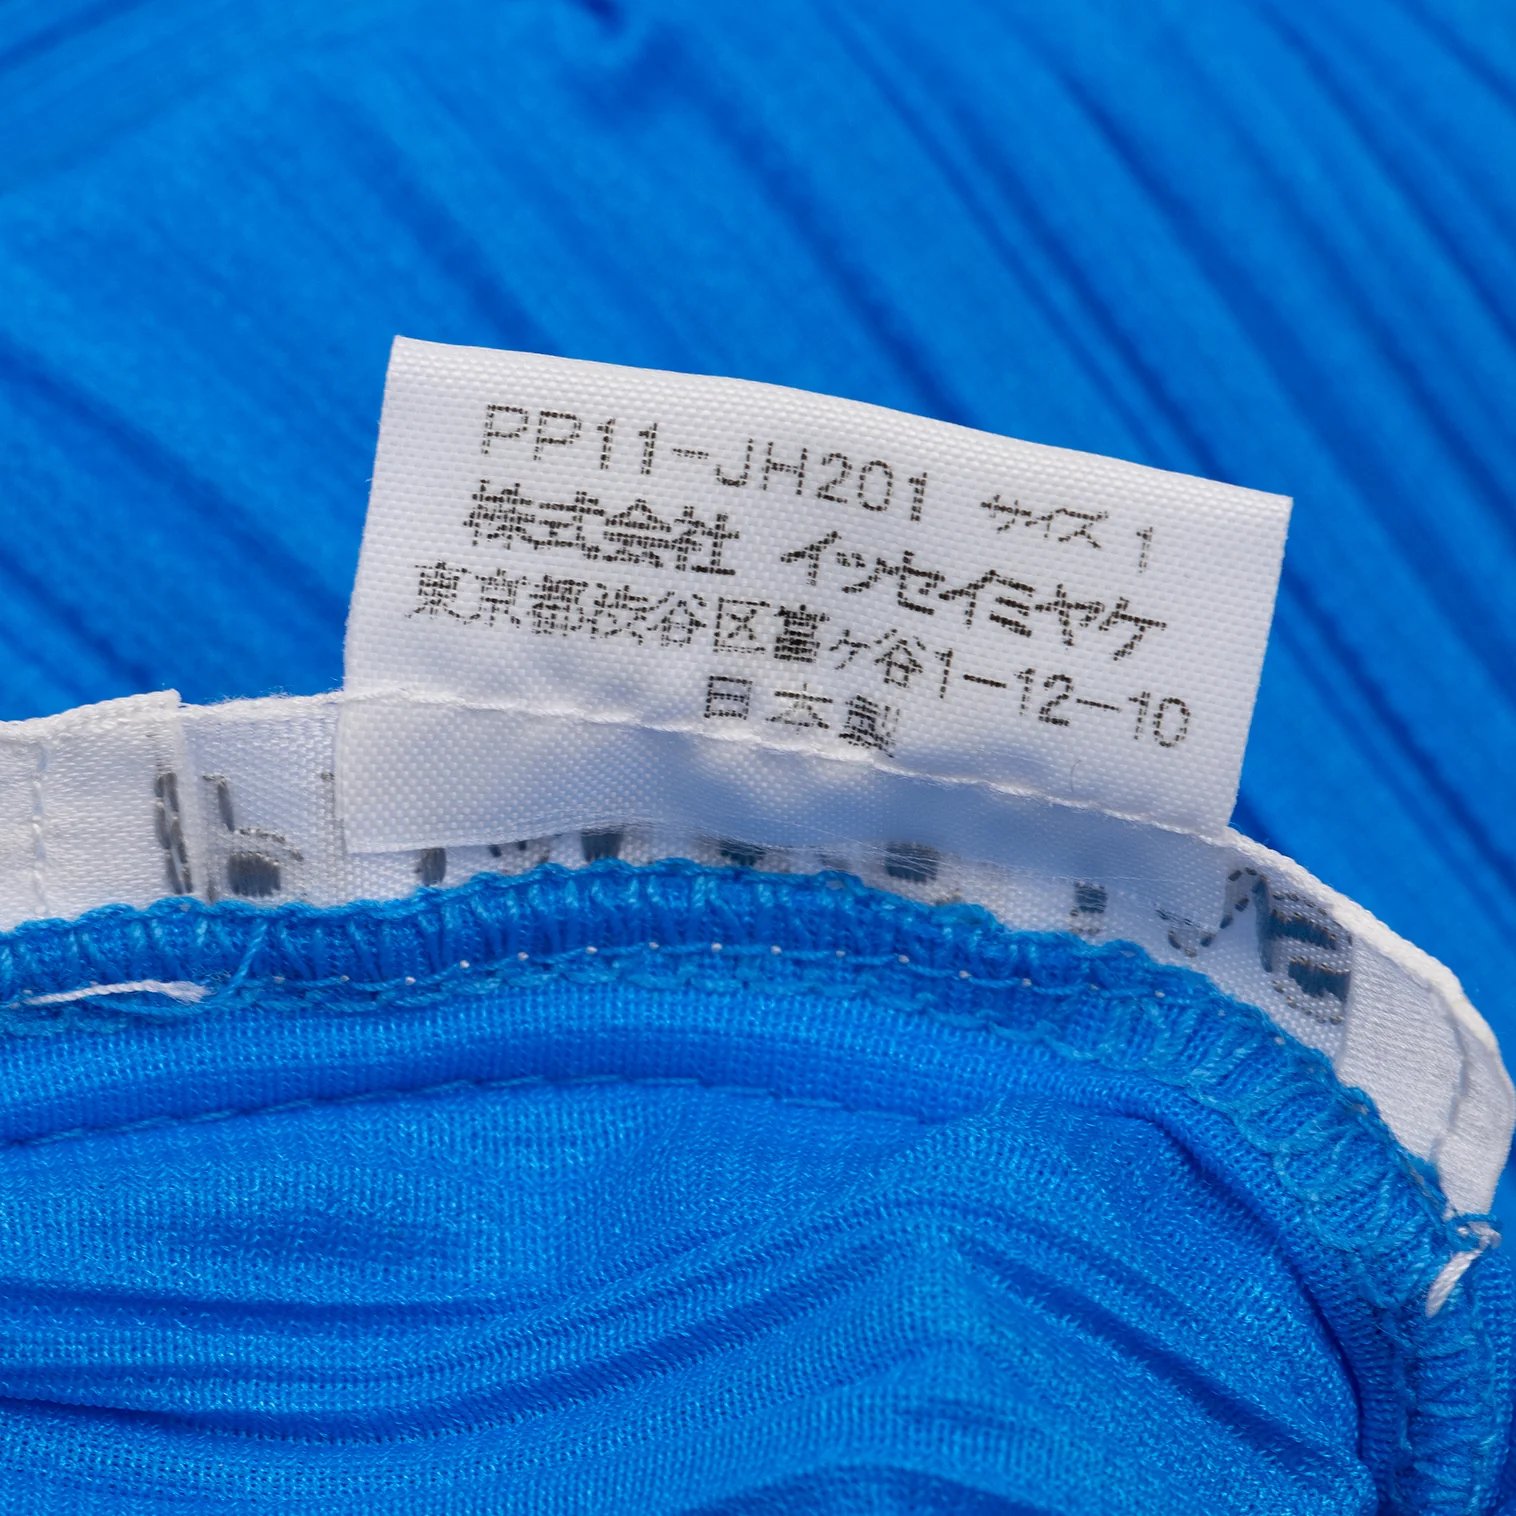 PP11-JH201 サイズ 1
株式会社 イッセイミヤケ
東京都渋谷区富ヶ谷1-12-10
日本製